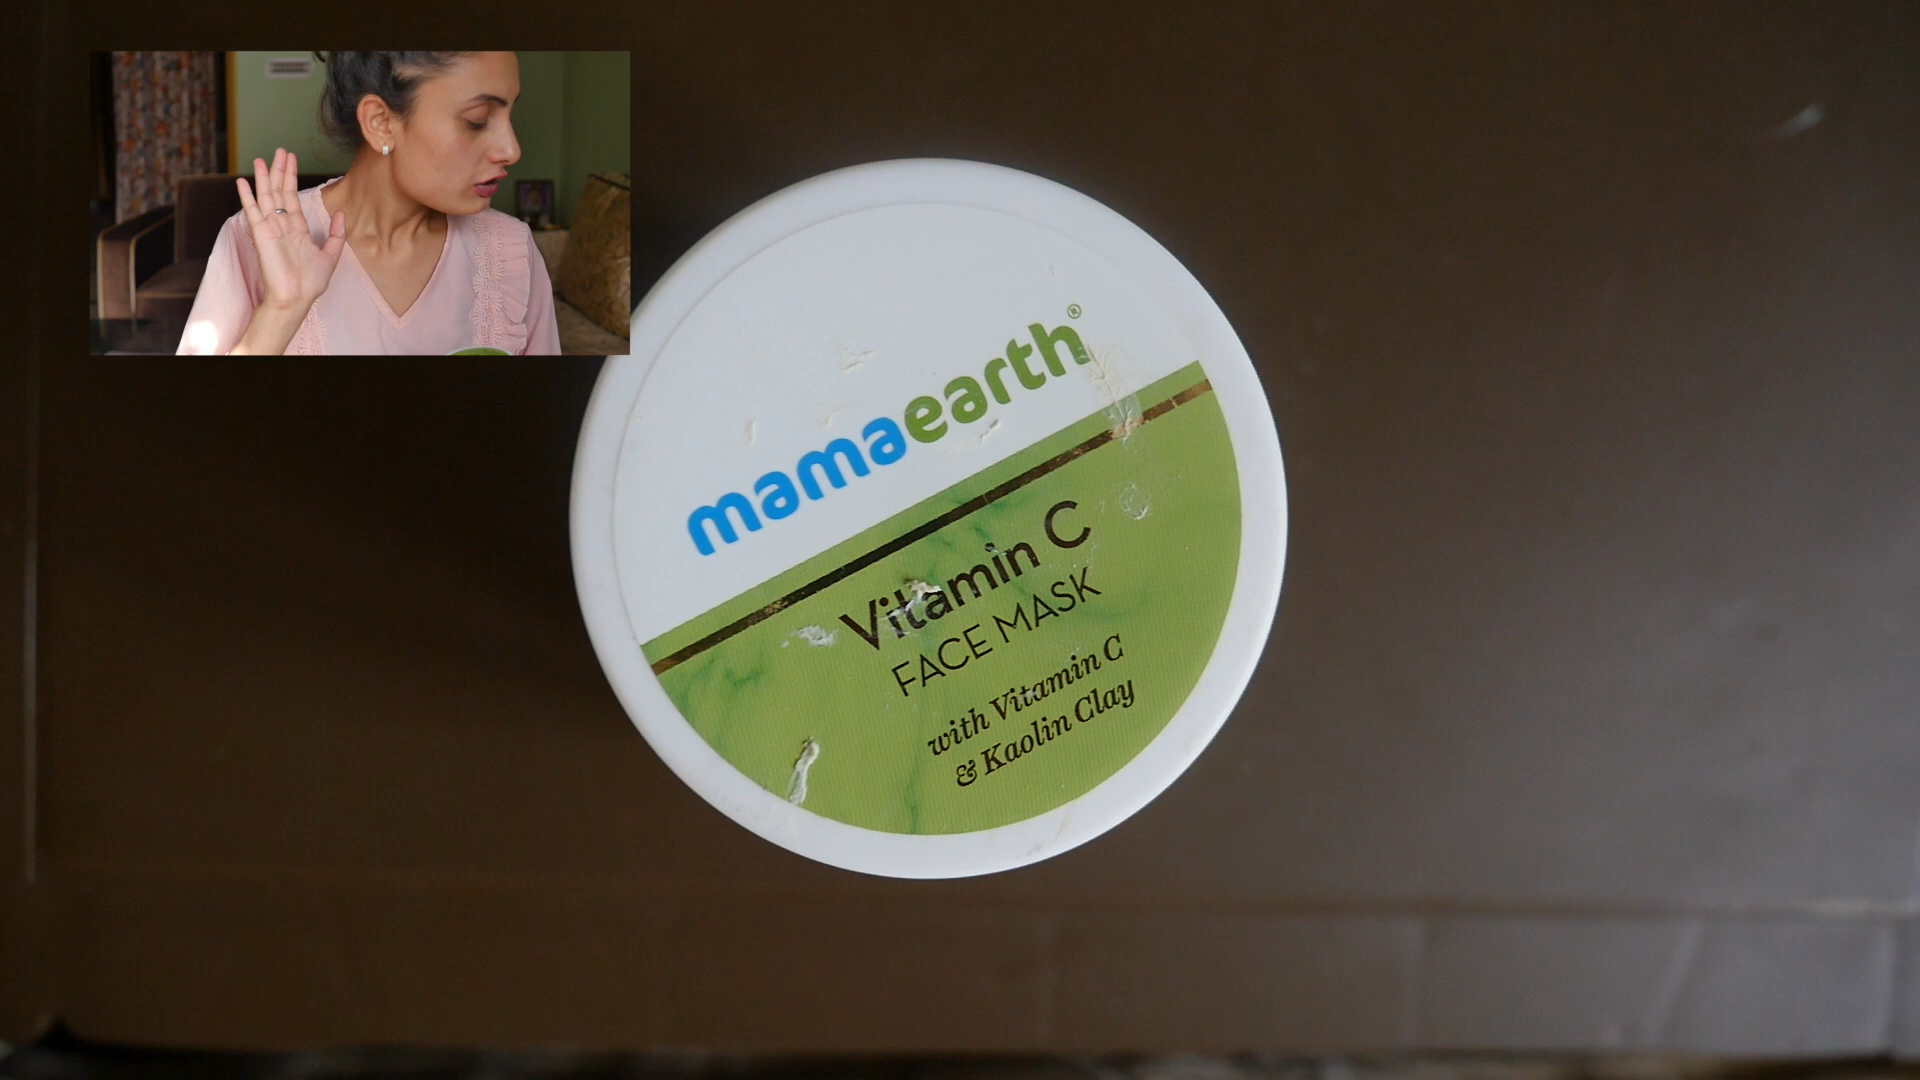 mamaearth®
Vitamin C
FACE MASK
with Vitamin C
& Kaolin Clay